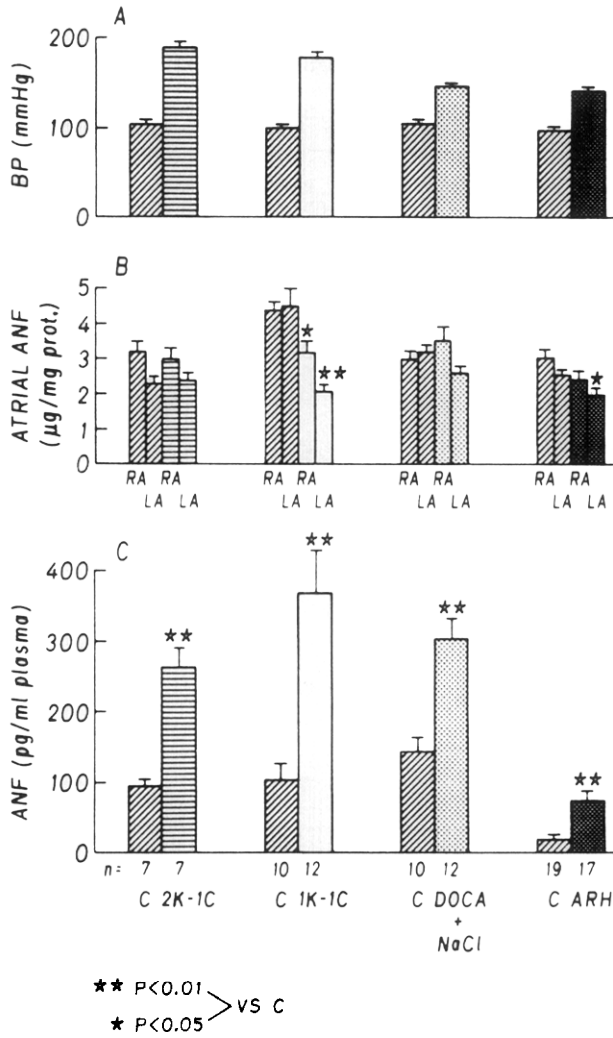 A
BP (mmHg)
200
100
0
B
ATRIAL ANF
(µg/mg prot.)
5
4
3
2
1
0
★
★★
★
RA RA RA RA RA RA RA RA
LA LA LA LA LA LA LA LA
C
ANF (pg/ml plasma)
400
300
200
100
0
★★
★★
★★
★★
n= 7 7 10 12 10 12 19 17
C 2K-1C C 1K-1C C DOCA C ARH
+
NaCl
★★ P<0.01
VS C
★ P<0.05